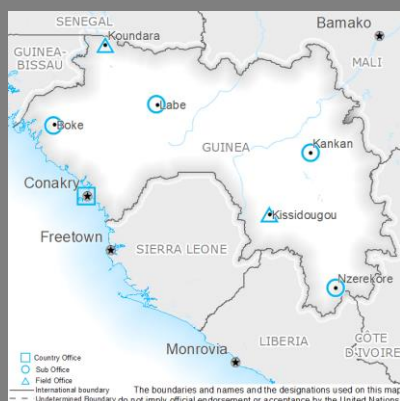 SENEGAL
Bamako
Koundara
GUINEA-
BISSAU
MALI
Labe
Boke
GUINEA
Kankan
Conakry
Kissidougou
Freetown
SIERRA LEONE
Nzerekore
LIBERIA
CÔTE
D'IVOIRE
Monrovia
Country Office
Sub Office
Field Office
International boundary
The boundaries and names and the designations used on this map
Undetermined Boundary
do not imply official endorsement or acceptance by the United Nations